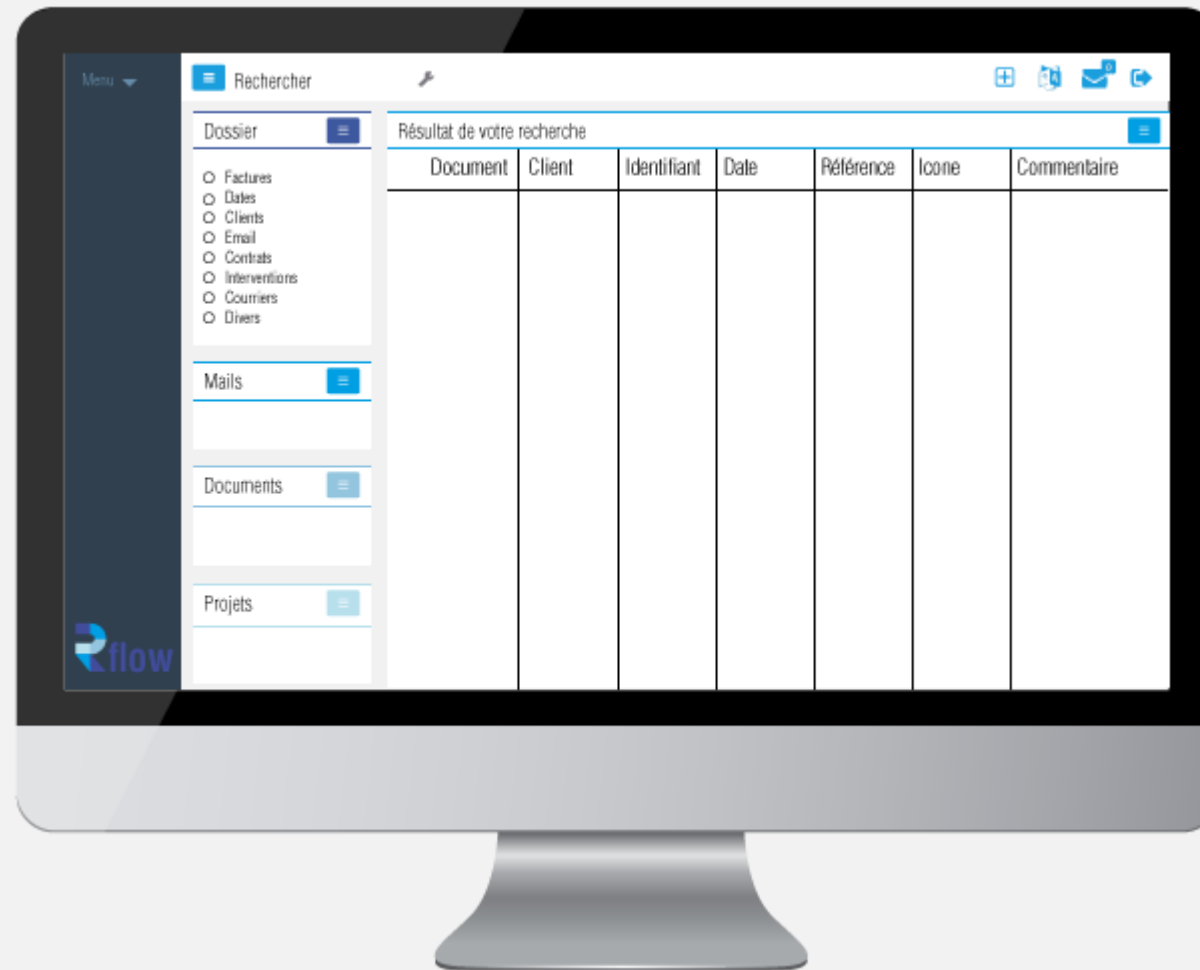 Menu
Rechercher
0
Dossier
Factures
Dates
Clients
Email
Contrats
Interventions
Courriers
Divers
Mails
Documents
Projets
Rflow
Résultat de votre recherche
Document Client Identifiant Date Référence Icone Commentaire